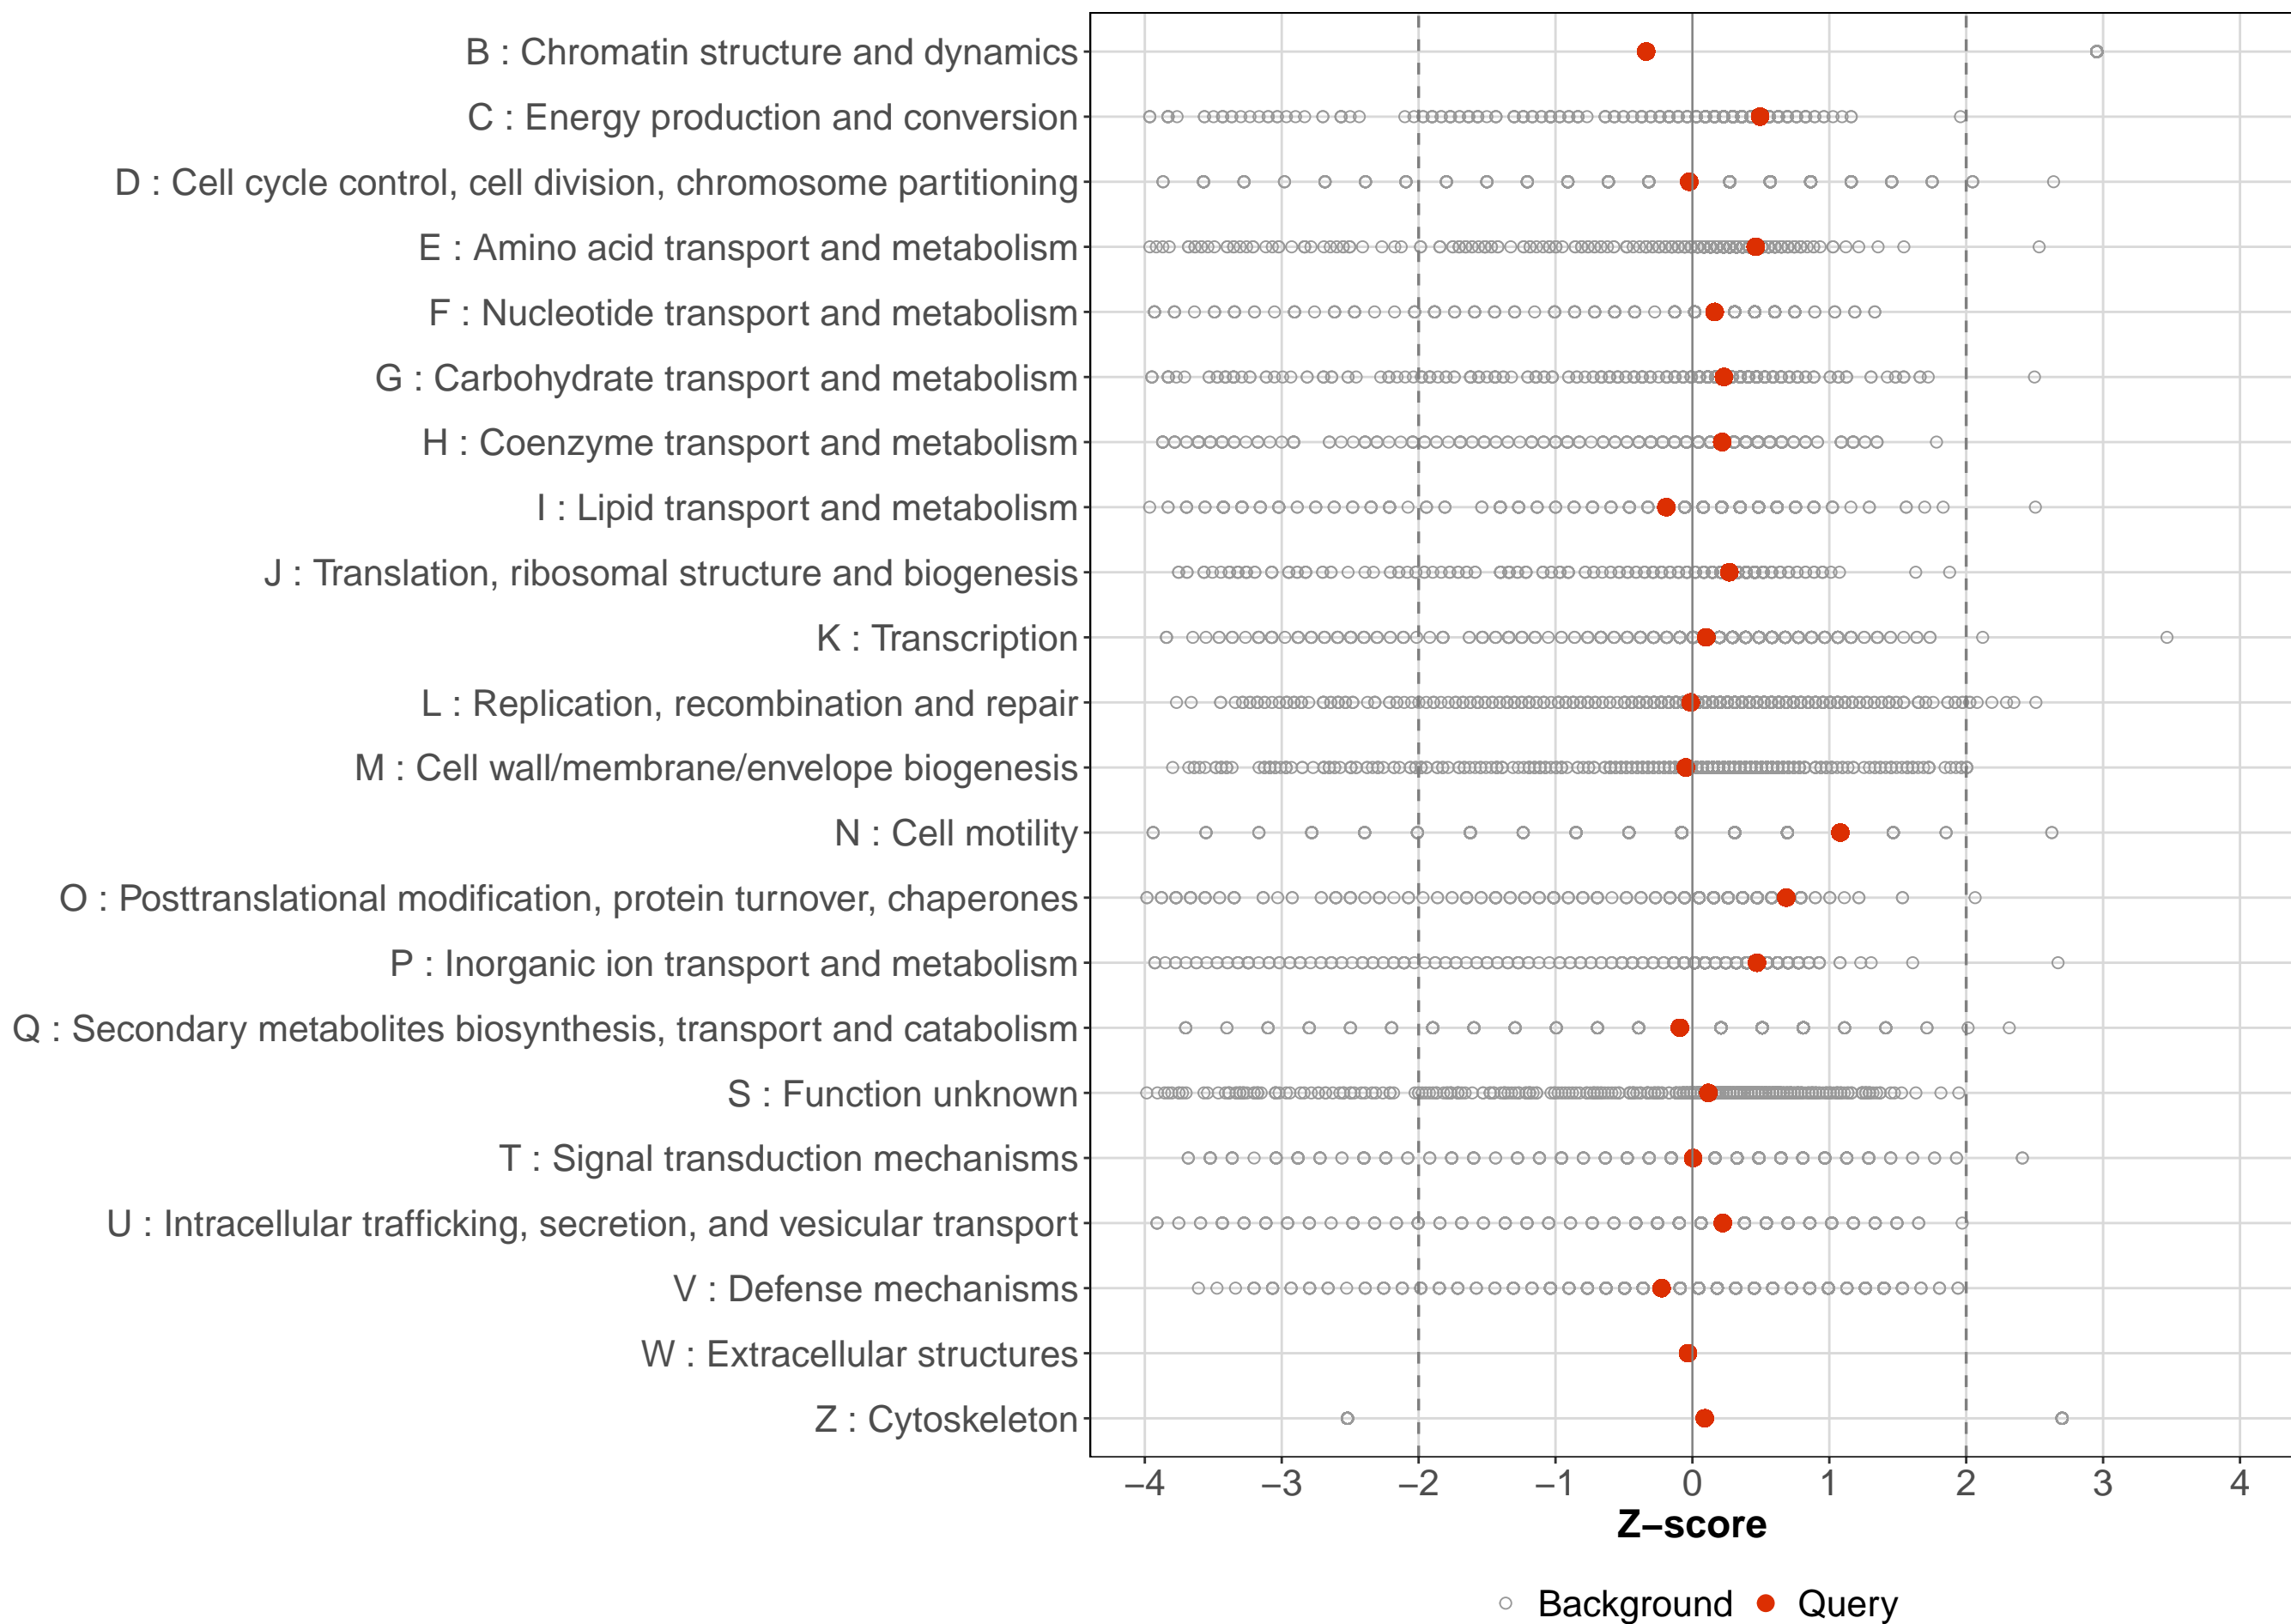 B : Chromatin structure and dynamics
C : Energy production and conversion
D : Cell cycle control, cell division, chromosome partitioning
E : Amino acid transport and metabolism
F : Nucleotide transport and metabolism
G : Carbohydrate transport and metabolism
H : Coenzyme transport and metabolism
I : Lipid transport and metabolism
J : Translation, ribosomal structure and biogenesis
K : Transcription
L : Replication, recombination and repair
M : Cell wall/membrane/envelope biogenesis
N : Cell motility
O : Posttranslational modification, protein turnover, chaperones
P : Inorganic ion transport and metabolism
Q : Secondary metabolites biosynthesis, transport and catabolism
S : Function unknown
T : Signal transduction mechanisms
U : Intracellular trafficking, secretion, and vesicular transport
V : Defense mechanisms
W : Extracellular structures
Z : Cytoskeleton
−4 −3 −2 −1 0 1 2 3 4
Z−score
Background Query